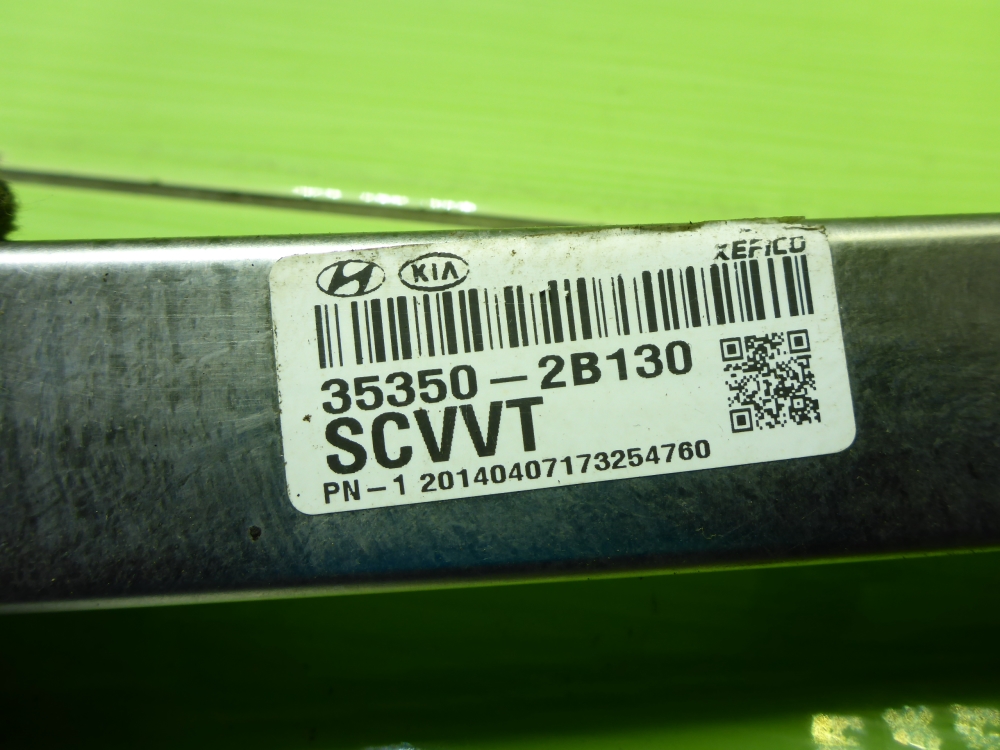 KIA
KEFICO
35350-2B130
SCVVT
PN-1 20140407173254760